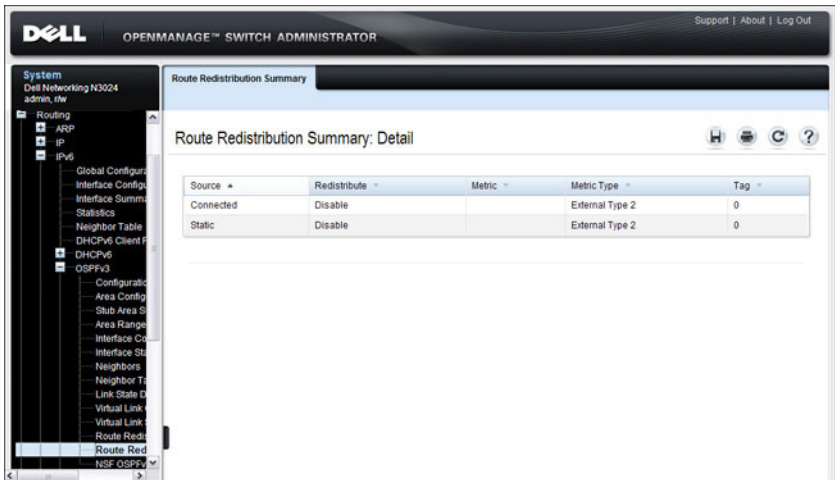 Support | About | Log Out
DELL OPENMANAGE™ SWITCH ADMINISTRATOR
System
Dell Networking N3024
admin, r/w
Route Redistribution Summary
Routing
ARP
IP
IPv6
Global Configura
Interface Configu
Interface Summa
Statistics
Neighbor Table
DHCPv6 Client P
DHCPv6
OSPFv3
Configuratio
Area Config
Stub Area S
Area Range
Interface Co
Interface Sta
Neighbors
Neighbor Ta
Link State D
Virtual Link
Virtual Link
Route Redis
Route Red
NSF OSPFv
Route Redistribution Summary: Detail
Source Redistribute Metric Metric Type Tag
Connected Disable External Type 2 0
Static Disable External Type 2 0